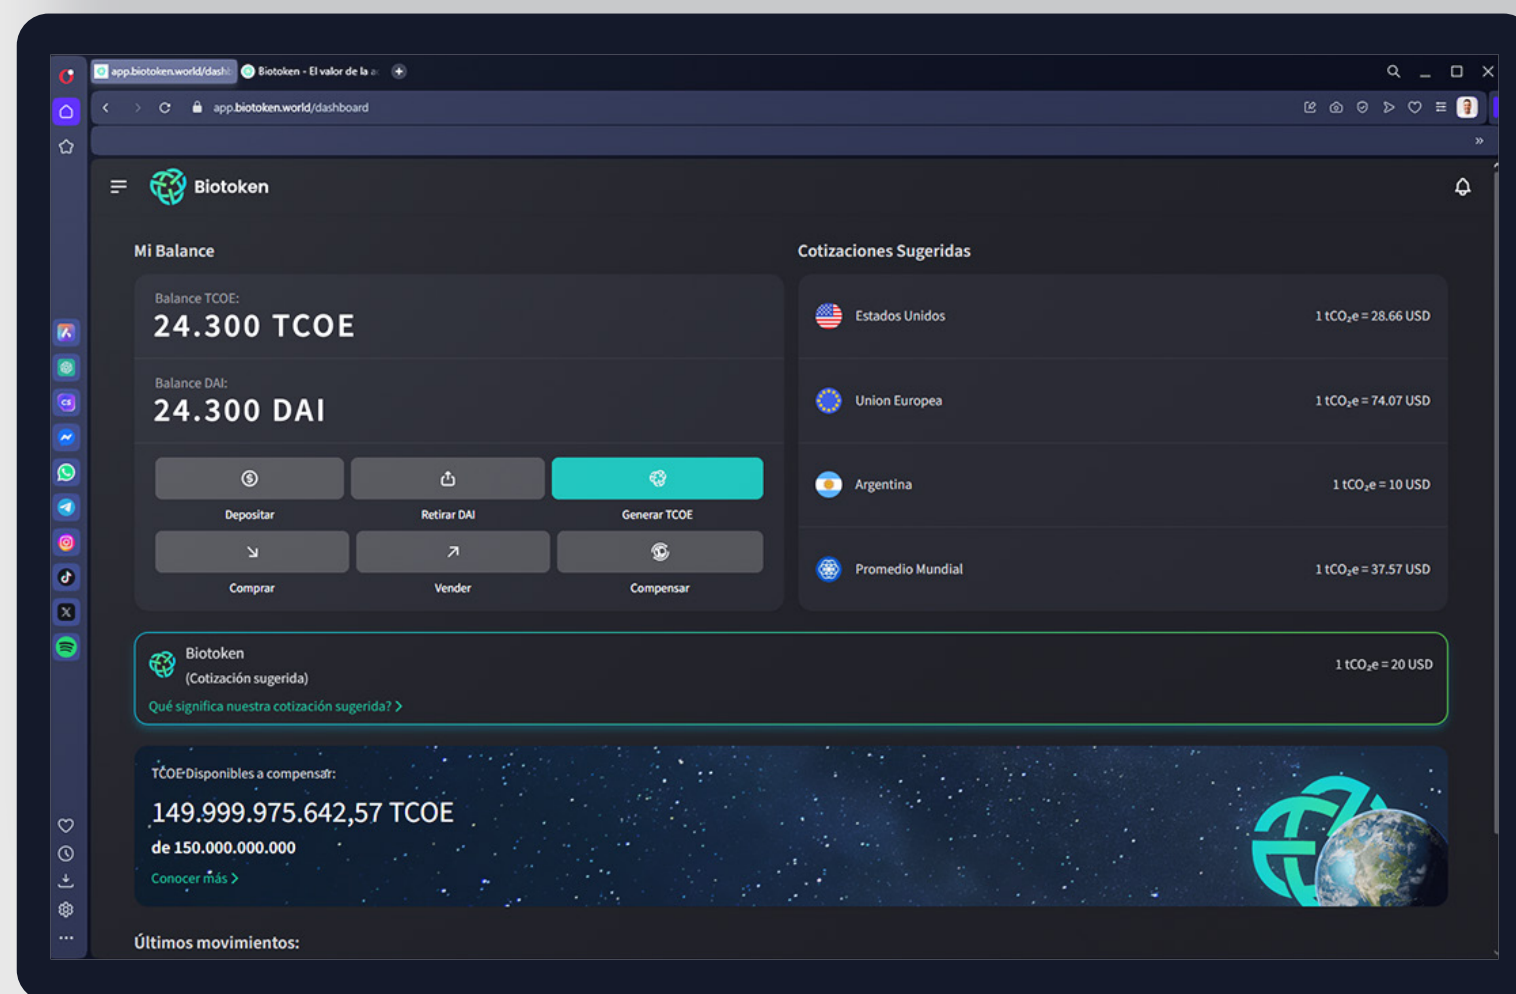 app.biotoken.world/dashb
Biotoken - El valor de la ac
app.biotoken.world/dashboard
Biotoken
Mi Balance
Balance TCOE:
24.300 TCOE
Balance DAI:
24.300 DAI
Depositar
Retirar DAI
Generar TCOE
Comprar
Vender
Compensar
Cotizaciones Sugeridas
Estados Unidos
1 tCO₂e = 28.66 USD
Union Europea
1 tCO₂e = 74.07 USD
Argentina
1 tCO₂e = 10 USD
Promedio Mundial
1 tCO₂e = 37.57 USD
Biotoken
(Cotización sugerida)
1 tCO₂e = 20 USD
Qué significa nuestra cotización sugerida?
TCOE Disponibles a compensar:
149.999.975.642,57 TCOE
de 150.000.000.000
Conocer más
Últimos movimientos:
CS